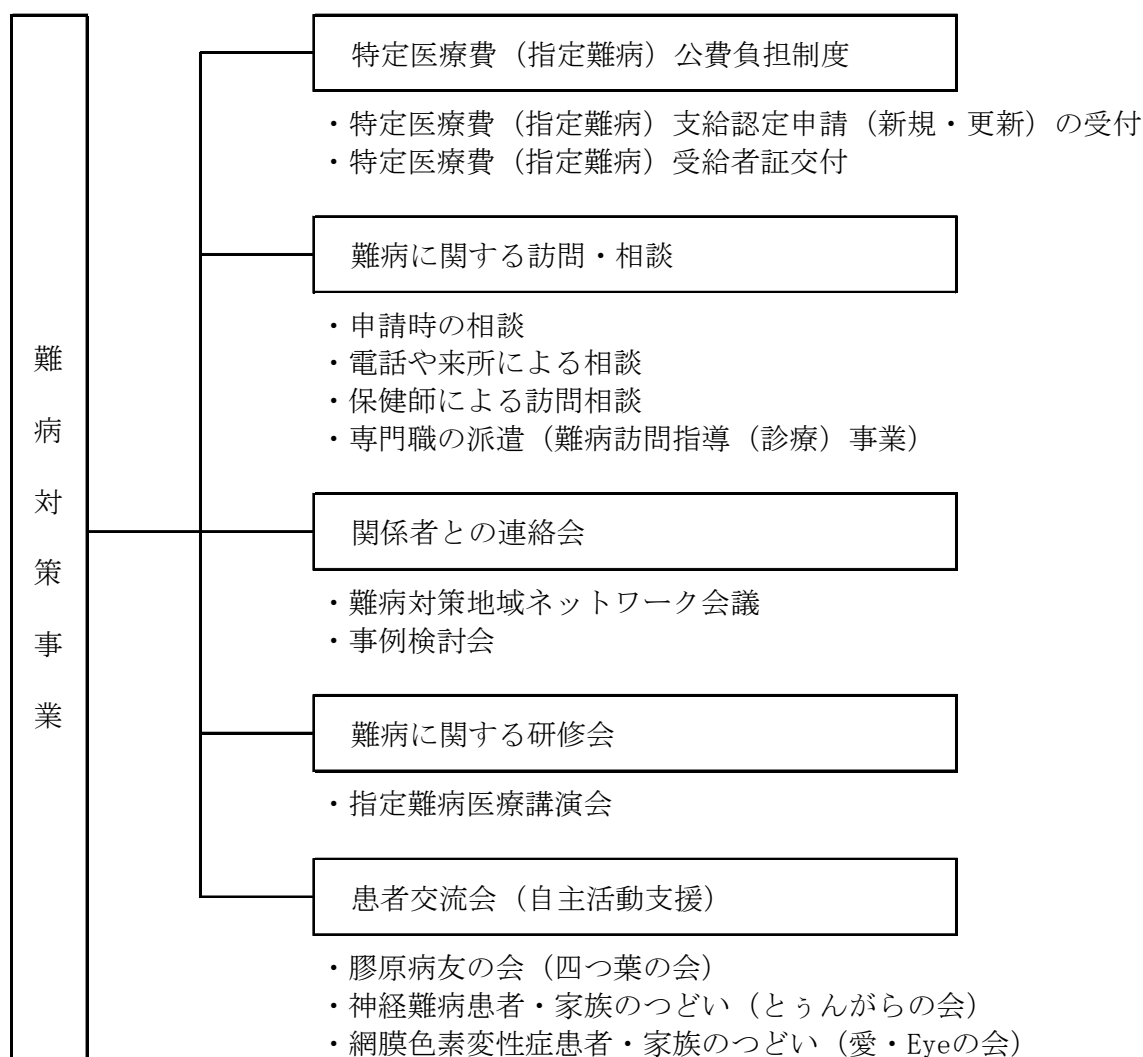 難病対策事業
特定医療費（指定難病）公費負担制度
・特定医療費（指定難病）支給認定申請（新規・更新）の受付
・特定医療費（指定難病）受給者証交付
難病に関する訪問・相談
・申請時の相談
・電話や来所による相談
・保健師による訪問相談
・専門職の派遣（難病訪問指導（診療）事業）
関係者との連絡会
・難病対策地域ネットワーク会議
・事例検討会
難病に関する研修会
・指定難病医療講演会
患者交流会（自主活動支援）
・膠原病友の会（四つ葉の会）
・神経難病患者・家族のつどい（とぅんがらの会）
・網膜色素変性症患者・家族のつどい（愛・Eyeの会）